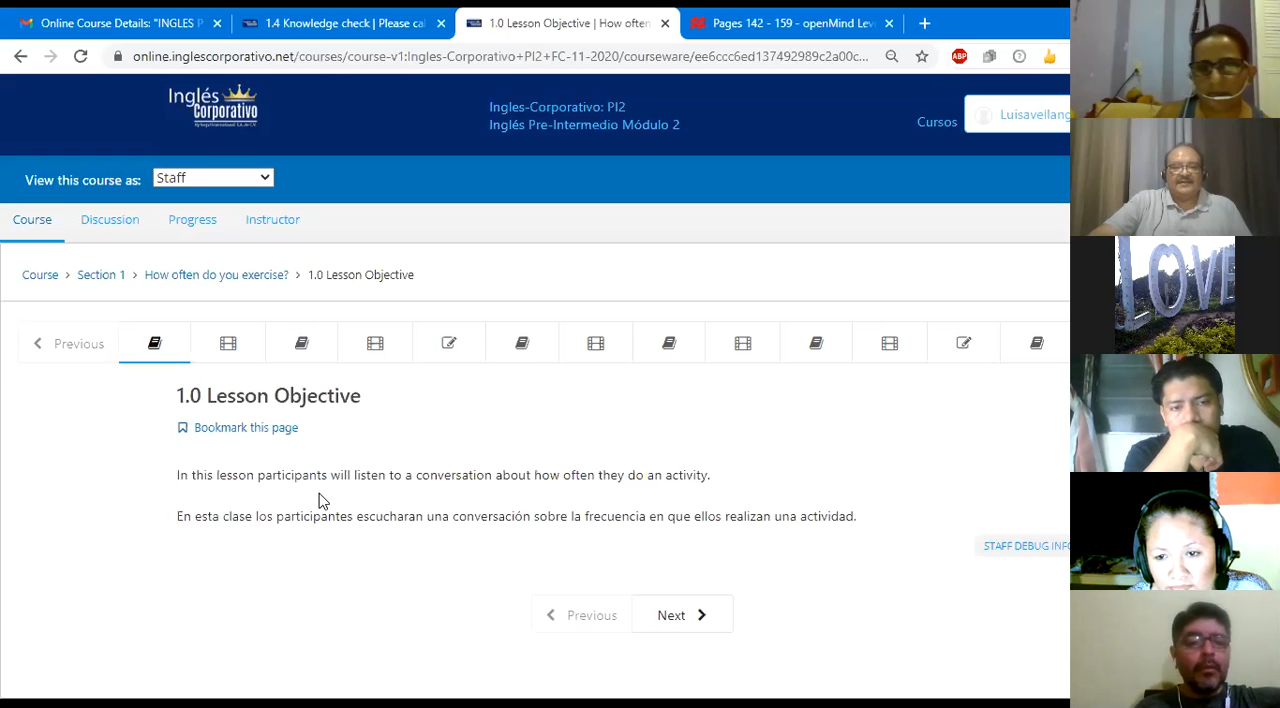 Online Course Details: "INGLES P
1.4 Knowledge check | Please ca
1.0 Lesson Objective | How often
Pages 142 - 159 - openMind Lev
online.inglescorporativo.net/courses/course-v1:Ingles-Corporativo+PI2+FC-11-2020/courseware/ee6ccc6ed137492989c2a00c...
ABP
Inglés
Corporativo
Ingles-Corporativo: PI2
Inglés Pre-Intermedio Módulo 2
Cursos
Luisavellang
View this course as:
Staff
Course
Discussion
Progress
Instructor
Course > Section 1 > How often do you exercise? > 1.0 Lesson Objective
Previous
1.0 Lesson Objective
Bookmark this page
In this lesson participants will listen to a conversation about how often they do an activity.
En esta clase los participantes escucharan una conversación sobre la frecuencia en que ellos realizan una actividad.
STAFF DEBUG INFO
Previous
Next
LOVE